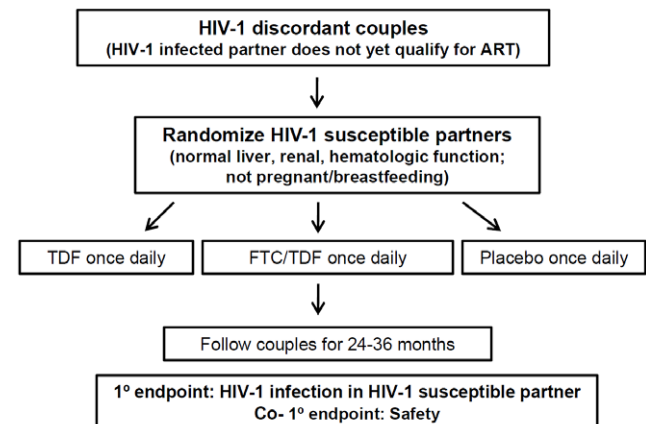 HIV-1 discordant couples
(HIV-1 infected partner does not yet qualify for ART)
Randomize HIV-1 susceptible partners
(normal liver, renal, hematologic function;
not pregnant/breastfeeding)
TDF once daily
FTC/TDF once daily
Placebo once daily
Follow couples for 24-36 months
1º endpoint: HIV-1 infection in HIV-1 susceptible partner
Co- 1º endpoint: Safety